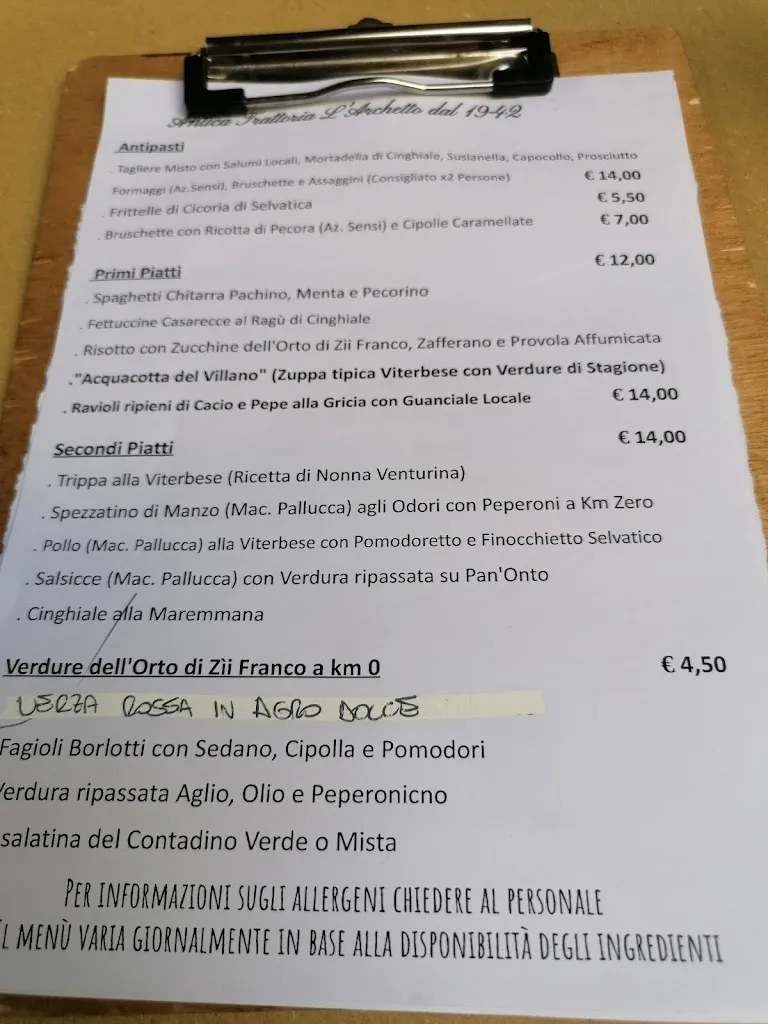 Antica Trattoria L'Archetto dal 1942
Antipasti
. Tagliere Misto con Salumi Locali, Mortadella di Cinghiale, Susianella, Capocollo, Prosciutto
Formaggi (Az.Sensi), Bruschette e Assaggini (Consigliato x2 Persone) € 14,00
. Frittelle di Cicoria di Selvatica € 5,50
. Bruschette con Ricotta di Pecora (Az. Sensi) e Cipolle Caramellate € 7,00
Primi Piatti € 12,00
. Spaghetti Chitarra Pachino, Menta e Pecorino
. Fettuccine Casarecce al Ragù di Cinghiale
. Risotto con Zucchine dell'Orto di Zii Franco, Zafferano e Provola Affumicata
."Acquacotta del Villano" (Zuppa tipica Viterbese con Verdure di Stagione)
. Ravioli ripieni di Cacio e Pepe alla Gricia con Guanciale Locale € 14,00
Secondi Piatti € 14,00
. Trippa alla Viterbese (Ricetta di Nonna Venturina)
. Spezzatino di Manzo (Mac. Pallucca) agli Odori con Peperoni a Km Zero
. Pollo (Mac. Pallucca) alla Viterbese con Pomodoretto e Finocchietto Selvatico
. Salsicce (Mac. Pallucca) con Verdura ripassata su Pan'Onto
. Cinghiale alla Maremmana
Verdure dell'Orto di Zìi Franco a km 0 € 4,50
VERZA ROSSA IN AGRO DOLCE
Fagioli Borlotti con Sedano, Cipolla e Pomodori
Verdura ripassata Aglio, Olio e Peperonicno
salatina del Contadino Verde o Mista
PER INFORMAZIONI SUGLI ALLERGENI CHIEDERE AL PERSONALE
IL MENÙ VARIA GIORNALMENTE IN BASE ALLA DISPONIBILITÀ DEGLI INGREDIENTI